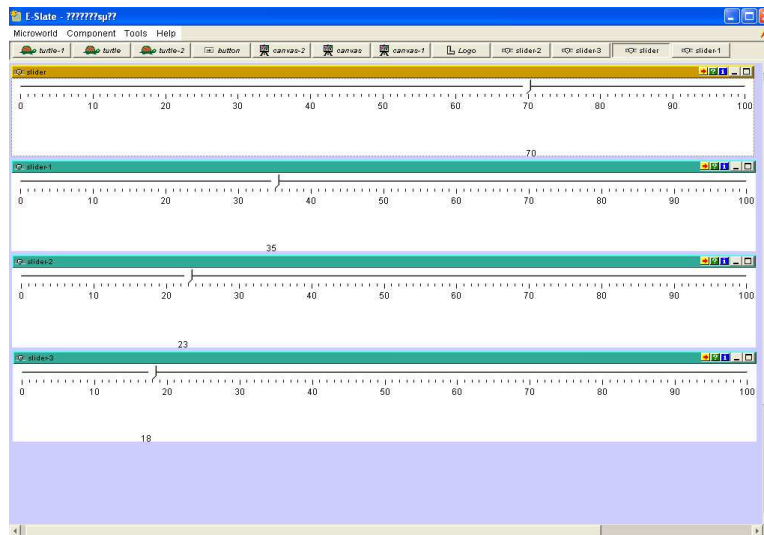 E-Slate - ???????sµ??
Microworld Component Tools Help
turtle-1 turtle turtle-2 button canvas-2 canvas canvas-1 Logo slider-2 slider-3 slider slider-1
slider
0 10 20 30 40 50 60 70 80 90 100
70
slider-1
0 10 20 30 40 50 60 70 80 90 100
35
slider-2
0 10 20 30 40 50 60 70 80 90 100
23
slider-3
0 10 20 30 40 50 60 70 80 90 100
18